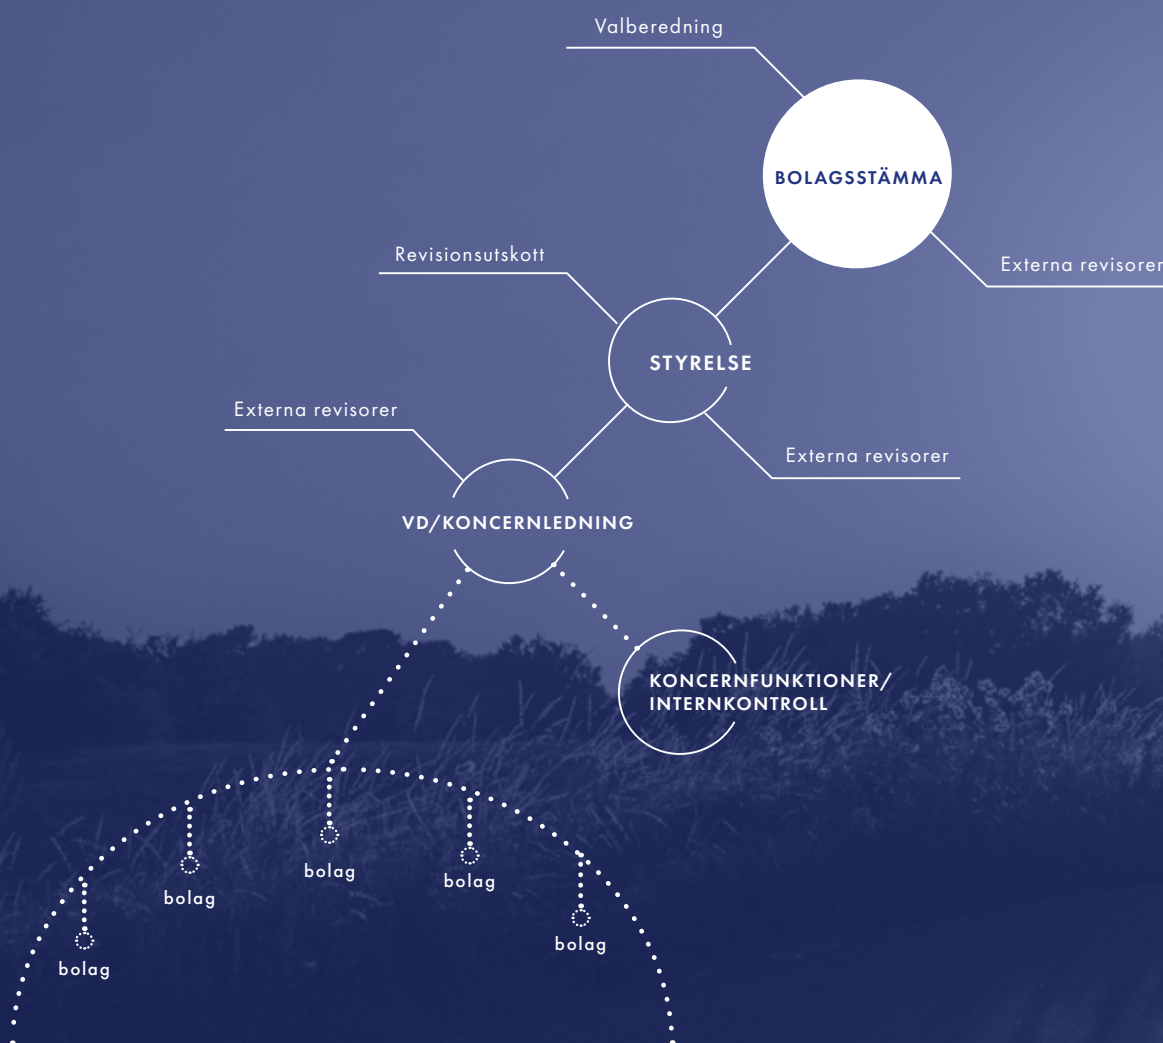 Valberedning
BOLAGSSTÄMMA
Revisionsutskott
Externa revisorer
STYRELSE
Externa revisorer
Externa revisorer
VD/KONCERNLEDNING
KONCERNFUNKTIONER/
INTERNKONTROLL
bolag
bolag
bolag
bolag
bolag